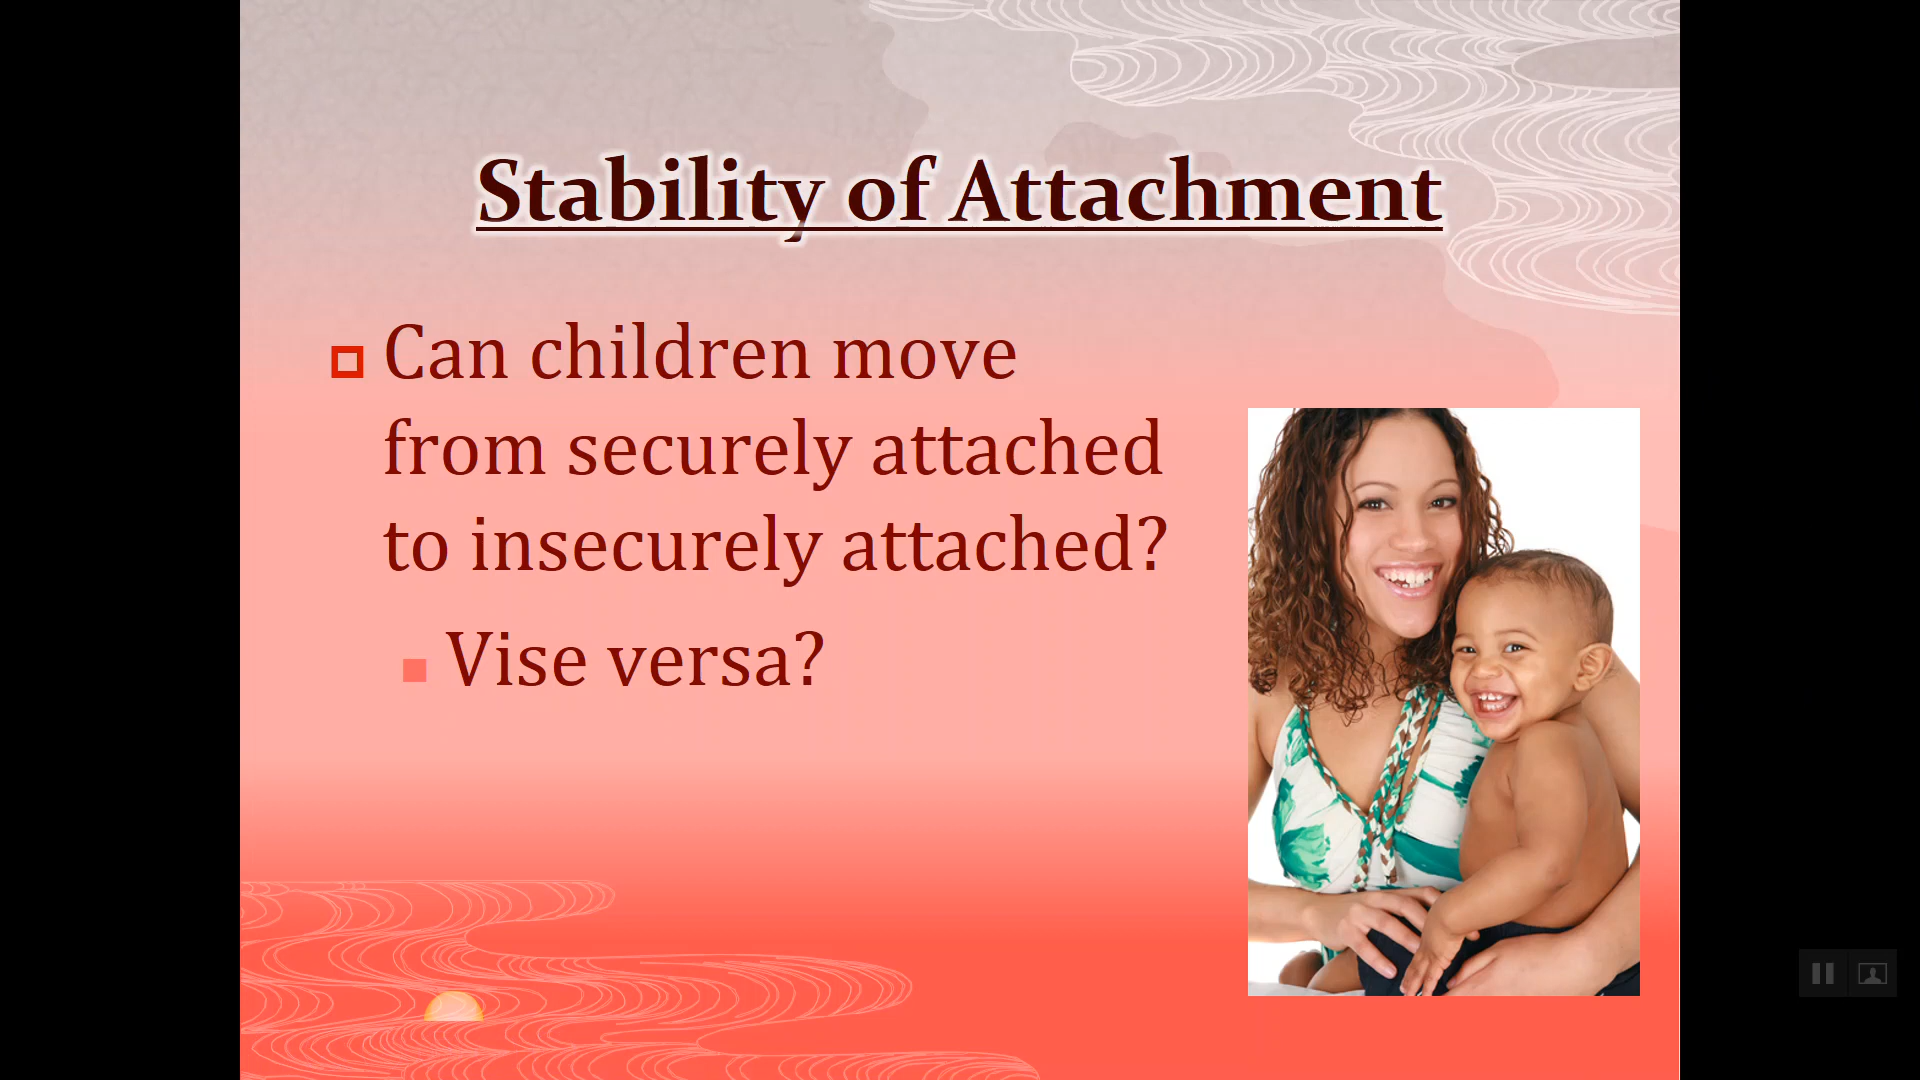 Stability of Attachment
Can children move
from securely attached
to insecurely attached?
Vise versa?